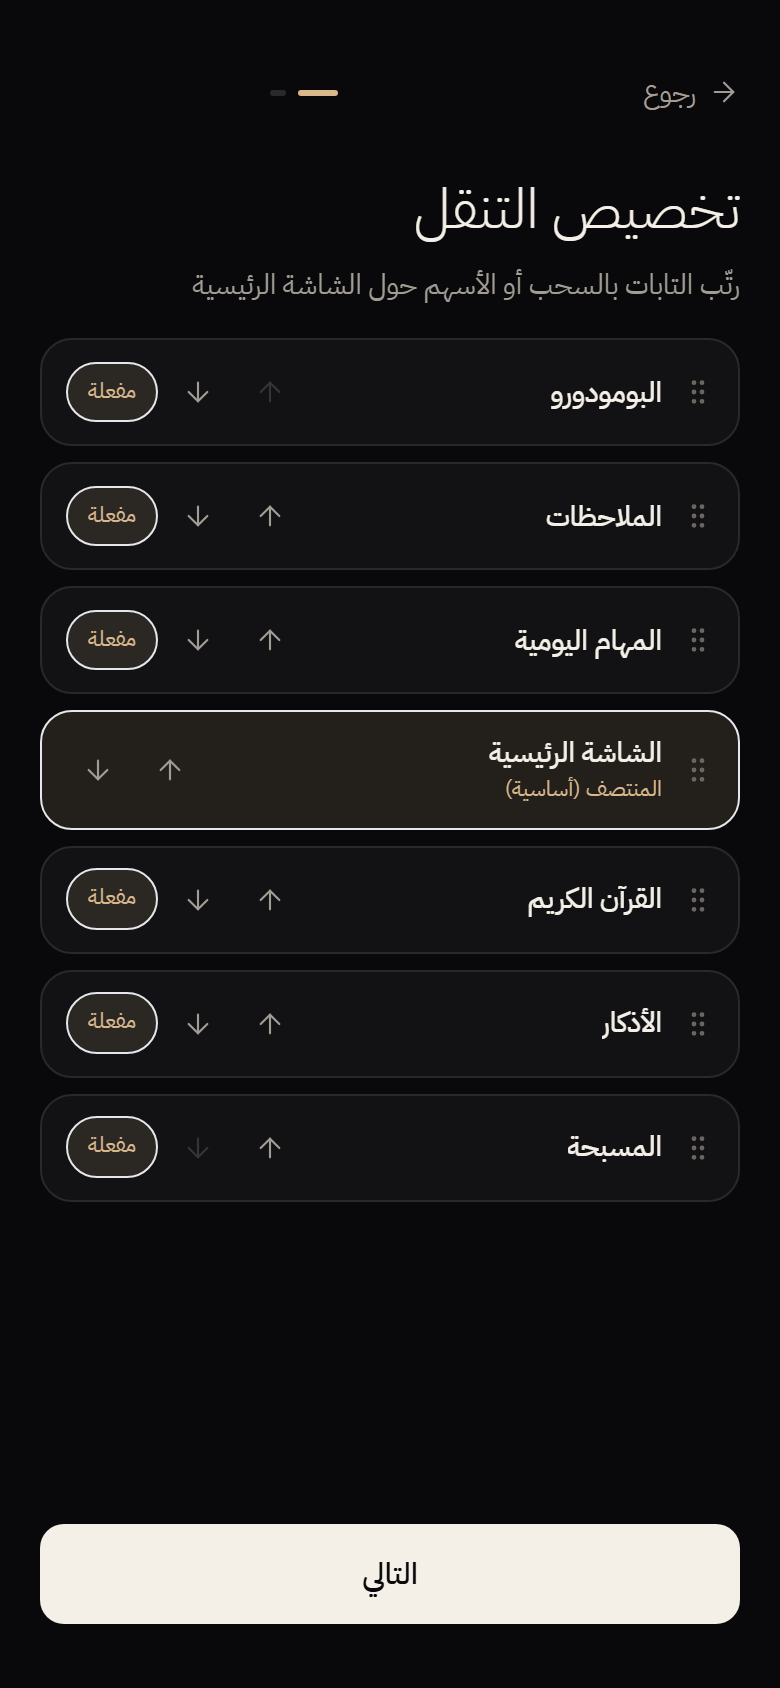 رجوع
تخصيص التنقل
رتّب التابات بالسحب أو الأسهم حول الشاشة الرئيسية
البومودورو
مفعلة
الملاحظات
مفعلة
المهام اليومية
مفعلة
الشاشة الرئيسية
المنتصف (أساسية)
القرآن الكريم
مفعلة
الأذكار
مفعلة
المسبحة
مفعلة
التالي